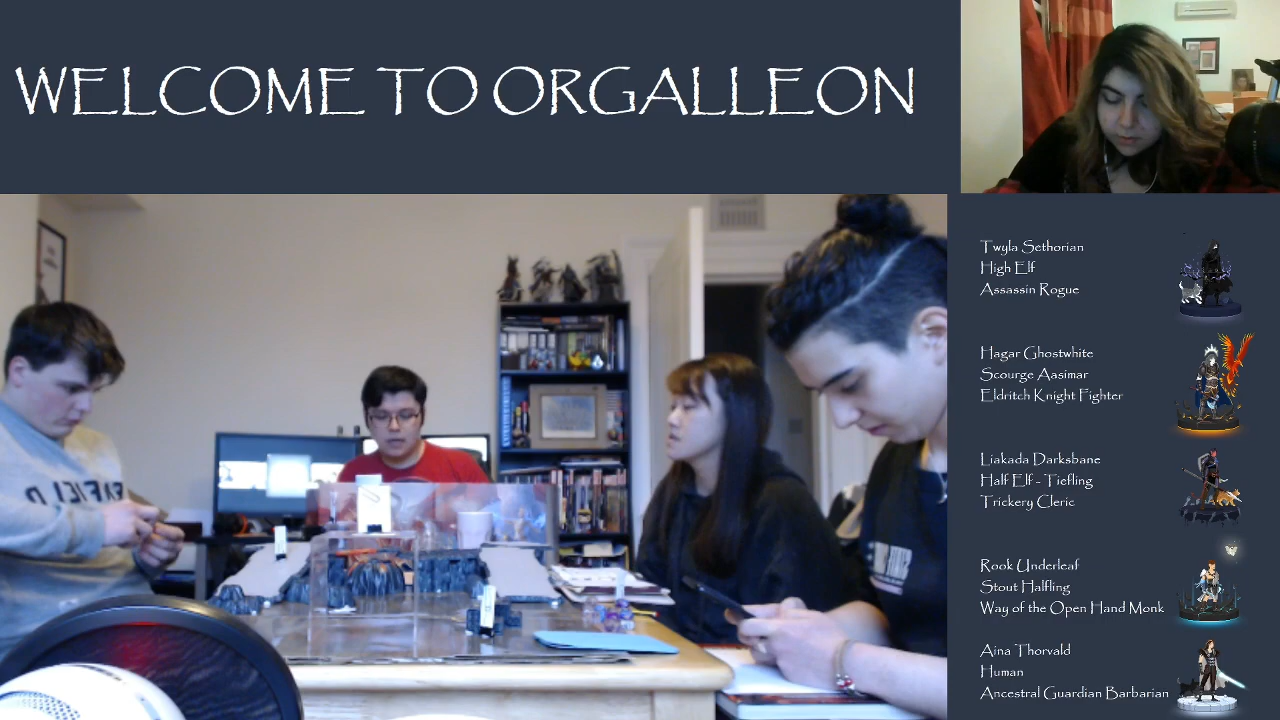 WELCOME TO ORGALLEON
Twyla Sethorian
High Elf
Assassin Rogue
Hagar Ghostwhite
Scourge Aasimar
Eldritch Knight Fighter
Liakada Darksbane
Half Elf - Tiefling
Trickery Cleric
Rook Underleaf
Stout Halfling
Way of the Open Hand Monk
Aina Thorvald
Human
Ancestral Guardian Barbarian